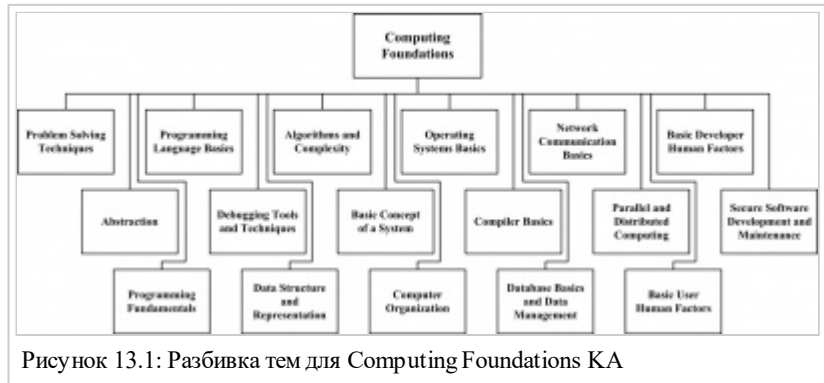 Computing
Foundations
Problem Solving
Techniques
Programming
Language Basics
Algorithms and
Complexity
Operating
Systems Basics
Network
Communication
Basics
Basic Developer
Human Factors
Abstraction
Debugging Tools
and Techniques
Basic Concept
of a System
Compiler Basics
Parallel and
Distributed
Computing
Secure Software
Development and
Maintenance
Programming
Fundamentals
Data Structure
and
Representation
Computer
Organization
Database Basics
and Data
Management
Basic User
Human Factors
Рисунок 13.1: Разбивка тем для Computing Foundations KA